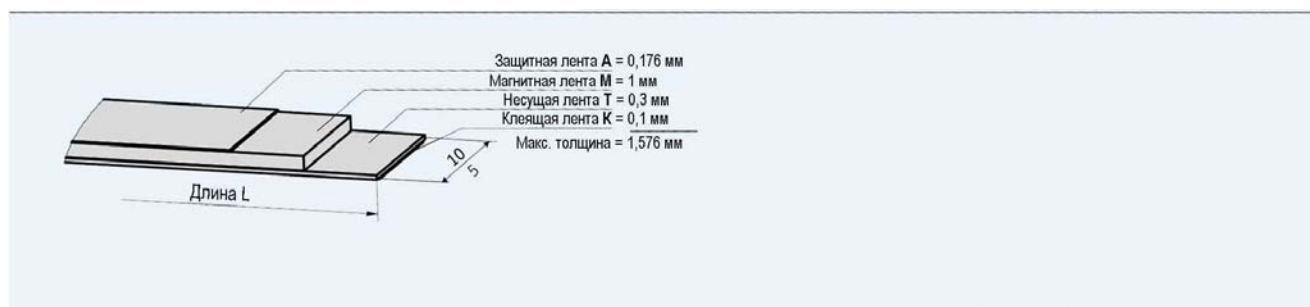 Защитная лента A = 0,176 мм
Магнитная лента M = 1 мм
Несущая лента T = 0,3 мм
Клеящая лента K = 0,1 мм
Макс. толщина = 1,576 мм
10
5
Длина L